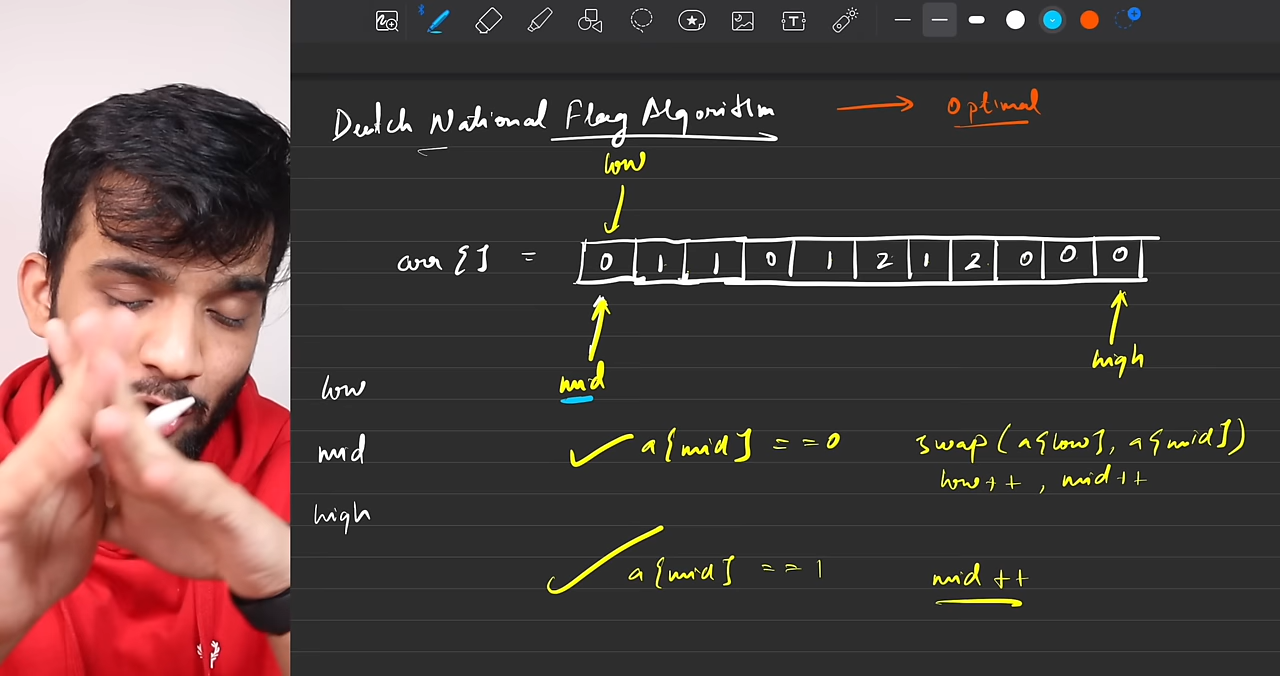 Dutch National Flag Algorithm → Optimal
low
arr[] = 0 1 1 0 1 2 1 2 0 0 0
mid high
low
mid
high
a[mid] == 0 swap(a[low], a[mid])
low++, mid++
a[mid] == 1 mid++